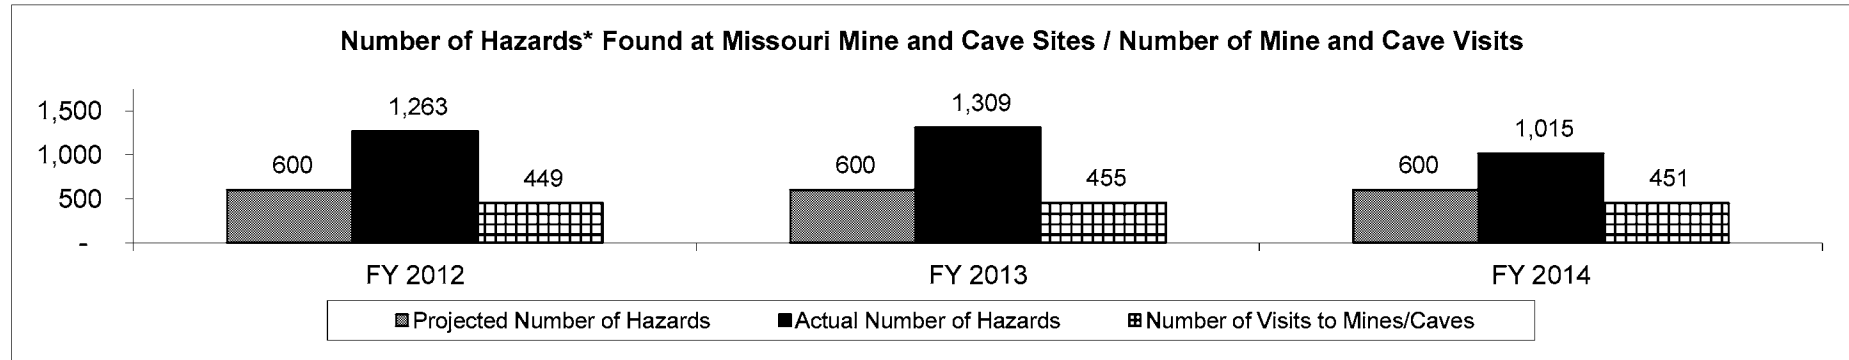 Number of Hazards* Found at Missouri Mine and Cave Sites / Number of Mine and Cave Visits
1,500
1,000
500
-
600
1,263
449
600
1,309
455
600
1,015
451
FY 2012
FY 2013
FY 2014
Projected Number of Hazards
Actual Number of Hazards
Number of Visits to Mines/Caves